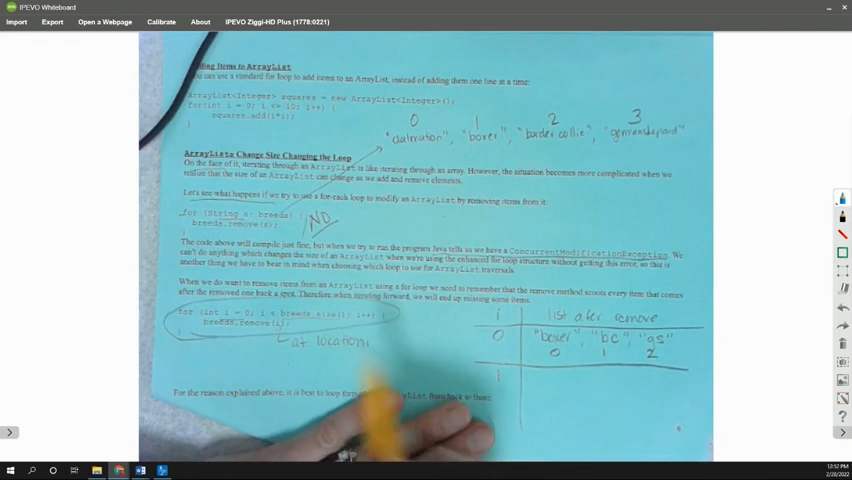 IPEVO Whiteboard
Import Export Open a Webpage Calibrate About IPEVO Ziggi-HD Plus (1778:0221)
Items to ArrayList
you can use a standard for loop to add items to an ArrayList, instead of adding them one line at a time:
ArrayList<Integer> squares = new ArrayList<Integer>();
for(int i = 0; i <= 10; i++) {
squares.add(i*i);
}
0 1 2 3
"dalmation", "boxer", "border collie", "german shepard"
ArrayLists Change Size Changing the Loop
On the face of it, iterating through an ArrayList is like iterating through an array. However, the situation becomes more complicated when we
realize that the size of an ArrayList can change as we add and remove elements.
Let's see what happens if we try to use a for-each loop to modify an ArrayList by removing items from it:
for (String s: breeds) {
breeds.remove(s);
}
NO
The code above will compile just fine, but when we try to run the program Java tells us we have a ConcurrentModificationException. We
can't do anything which changes the size of an ArrayList when we're using the enhanced for loop structure without getting this error, so this is
another thing we have to bear in mind when choosing which loop to use for ArrayList traversals.
When we do want to remove items from an ArrayList using a for loop we need to remember that the remove method scoots every item that comes
after the removed one back a spot. Therefore when iterating forward, we will end up missing some items.
for (int i = 0; i < breeds.size(); i++) {
breeds.remove(i);
}
at location i
i list afer remove
0 "boxer", "bc", "gs"
0 1 2
1
For the reason explained above, it is best to loop through ArrayList from back to front:
6
12:52 PM
2/28/2022